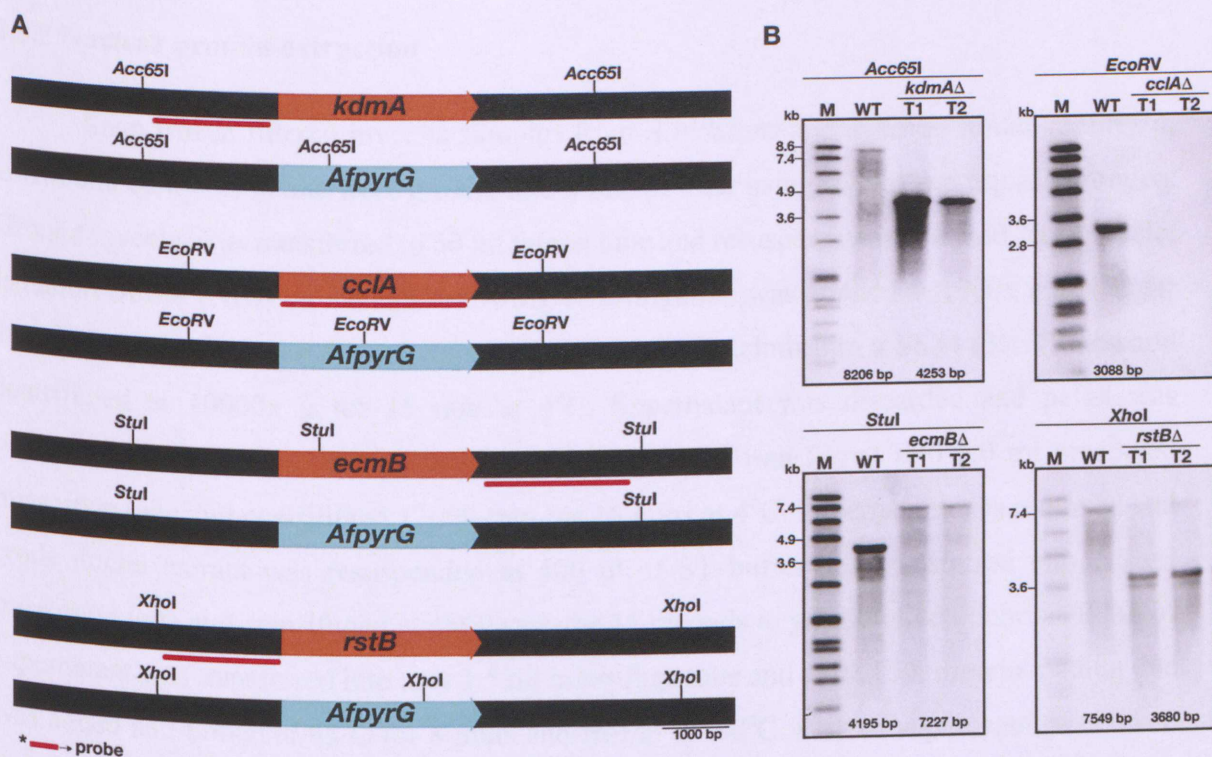 A
Acc65I Acc65I
kdmA
Acc65I Acc65I Acc65I
AfpyrG
EcoRV EcoRV
cclA
EcoRV EcoRV EcoRV
AfpyrG
StuI StuI StuI
ecmB
StuI StuI
AfpyrG
XhoI XhoI
rstB
XhoI XhoI XhoI
AfpyrG
1000 bp
* → probe
B
Acc65I
kdmAΔ
kb M WT T1 T2
8.6
7.4
4.9
3.6
8206 bp 4253 bp
EcoRV
cclAΔ
kb M WT T1 T2
3.6
2.8
3088 bp
StuI
ecmBΔ
kb M WT T1 T2
7.4
4.9
3.6
4195 bp 7227 bp
XhoI
rstBΔ
kb M WT T1 T2
7.4
3.6
7549 bp 3680 bp